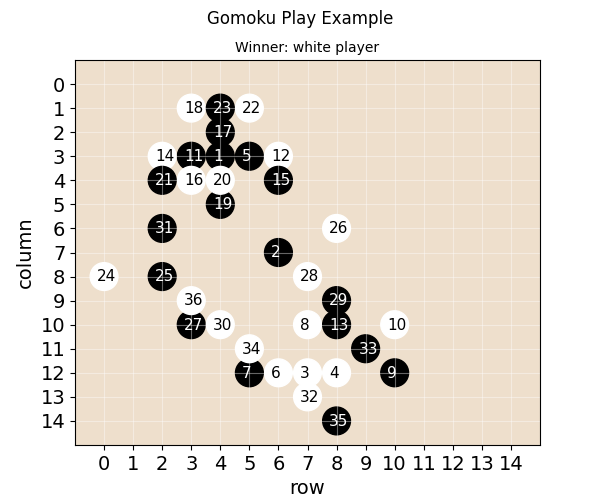 Gomoku Play Example
Winner: white player
0
1 18 23 22
2 17
3 14 11 1 5 12
4 21 16 20 15
5 19
6 31 26
7 2
8 24 25 28
9 36 29
10 27 30 8 13 10
11 34 33
12 7 6 3 4 9
13 32
14 35
column
0 1 2 3 4 5 6 7 8 9 10 11 12 13 14
row